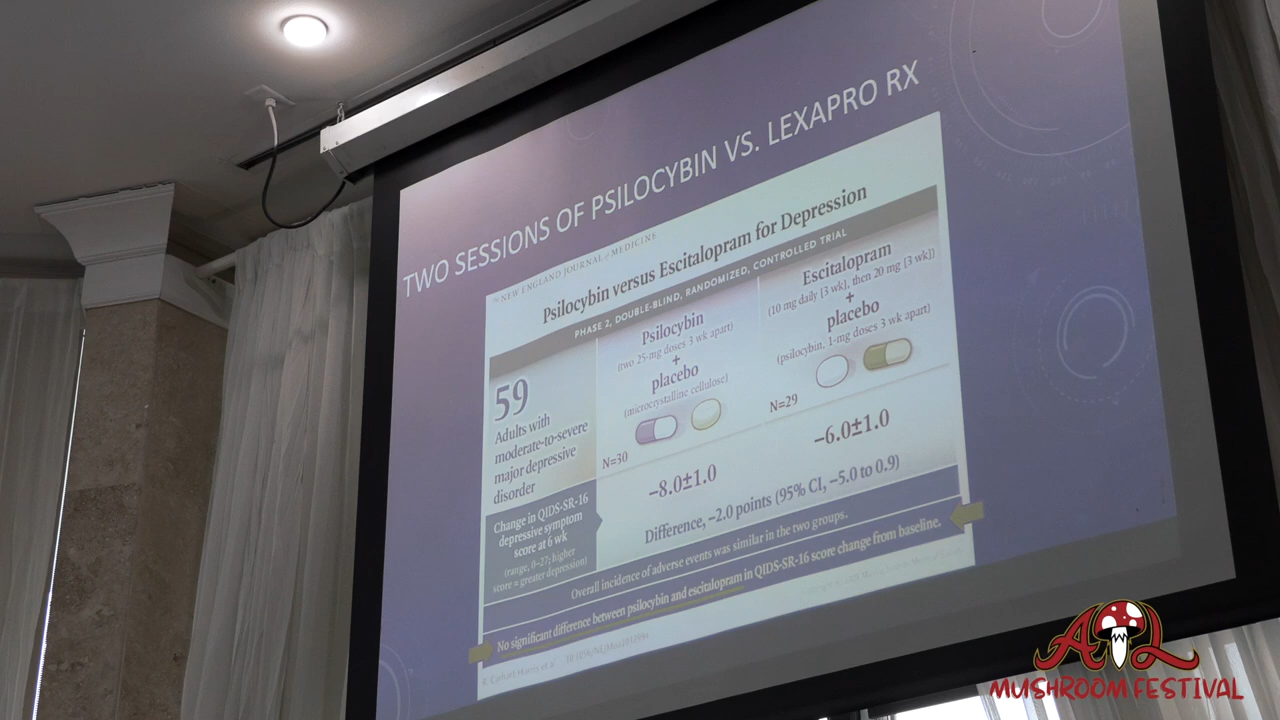 TWO SESSIONS OF PSILOCYBIN VS. LEXAPRO RX
The NEW ENGLAND JOURNAL of MEDICINE
Psilocybin versus Escitalopram for Depression
PHASE 2, DOUBLE-BLIND, RANDOMIZED, CONTROLLED TRIAL
59
Adults with
moderate-to-severe
major depressive
disorder
Psilocybin
(two 25-mg doses 3 wk apart)
+
placebo
(microcrystalline cellulose)
N=30
Escitalopram
(10 mg daily [3 wk], then 20 mg [3 wk])
+
placebo
(psilocybin, 1-mg doses 3 wk apart)
N=29
Change in QIDS-SR-16
depressive symptom
score at 6 wk
(range, 0–27; higher
score = greater depression)
–8.0±1.0
–6.0±1.0
Difference, –2.0 points (95% CI, –5.0 to 0.9)
Overall incidence of adverse events was similar in the two groups.
No significant difference between psilocybin and escitalopram in QIDS-SR-16 score change from baseline.
R. Carhart-Harris et al.
A L
MUSHROOM FESTIVAL